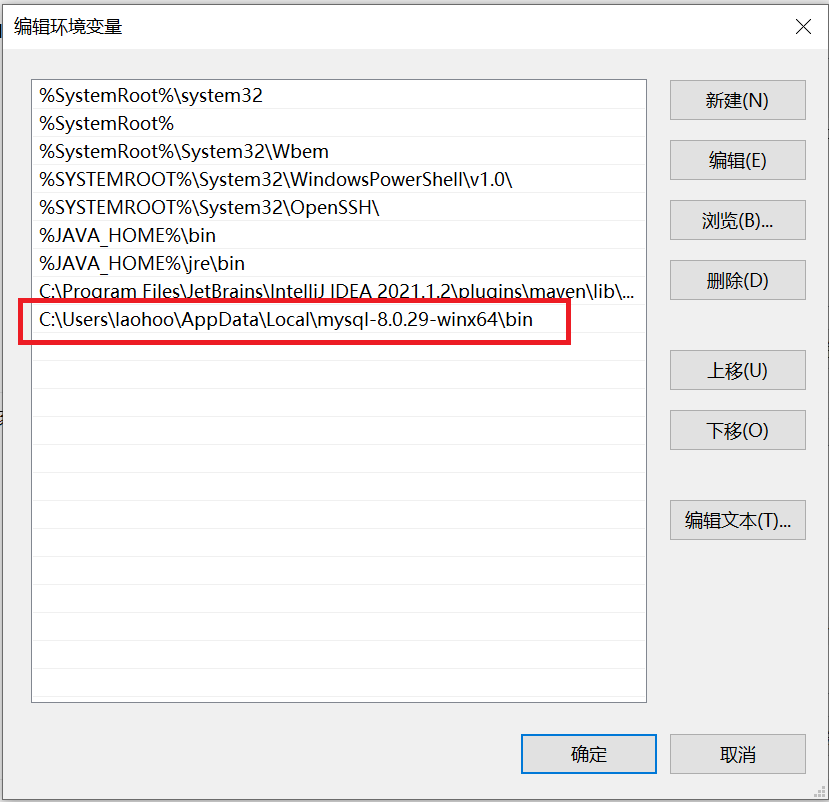 编辑环境变量
%SystemRoot%\system32
%SystemRoot%
%SystemRoot%\System32\Wbem
%SYSTEMROOT%\System32\WindowsPowerShell\v1.0\
%SYSTEMROOT%\System32\OpenSSH\
%JAVA_HOME%\bin
%JAVA_HOME%\jre\bin
C:\Program Files\JetBrains\IntelliJ IDEA 2021.1.2\plugins\maven\lib\...
C:\Users\laohoo\AppData\Local\mysql-8.0.29-winx64\bin
新建(N)
编辑(E)
浏览(B)...
删除(D)
上移(U)
下移(O)
编辑文本(T)...
确定
取消